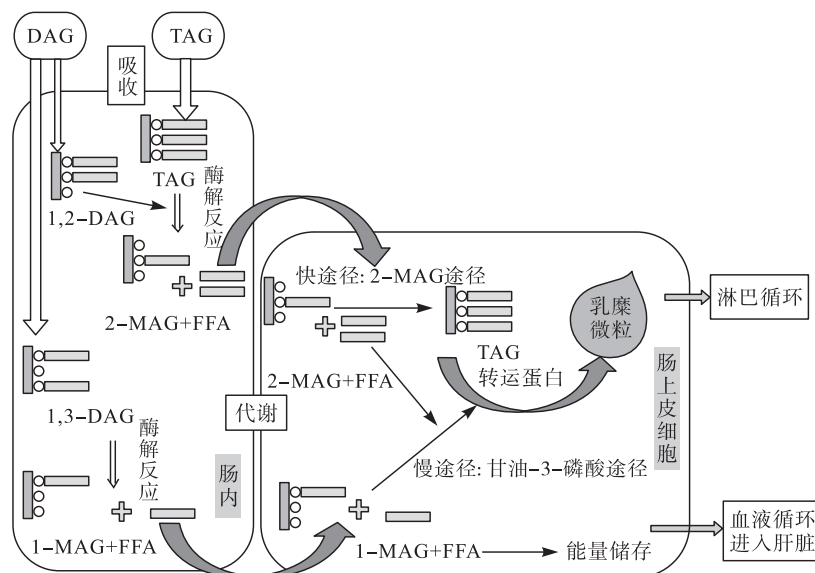 DAG
TAG
吸收
TAG
酶解反应
1,2-DAG
2-MAG+FFA
快途径: 2-MAG途径
乳糜
微粒
淋巴循环
TAG
转运蛋白
2-MAG+FFA
肠上皮细胞
代谢
1,3-DAG
酶解反应
肠内
慢途径: 甘油-3-磷酸途径
1-MAG+FFA
1-MAG+FFA
能量储存
血液循环
进入肝脏